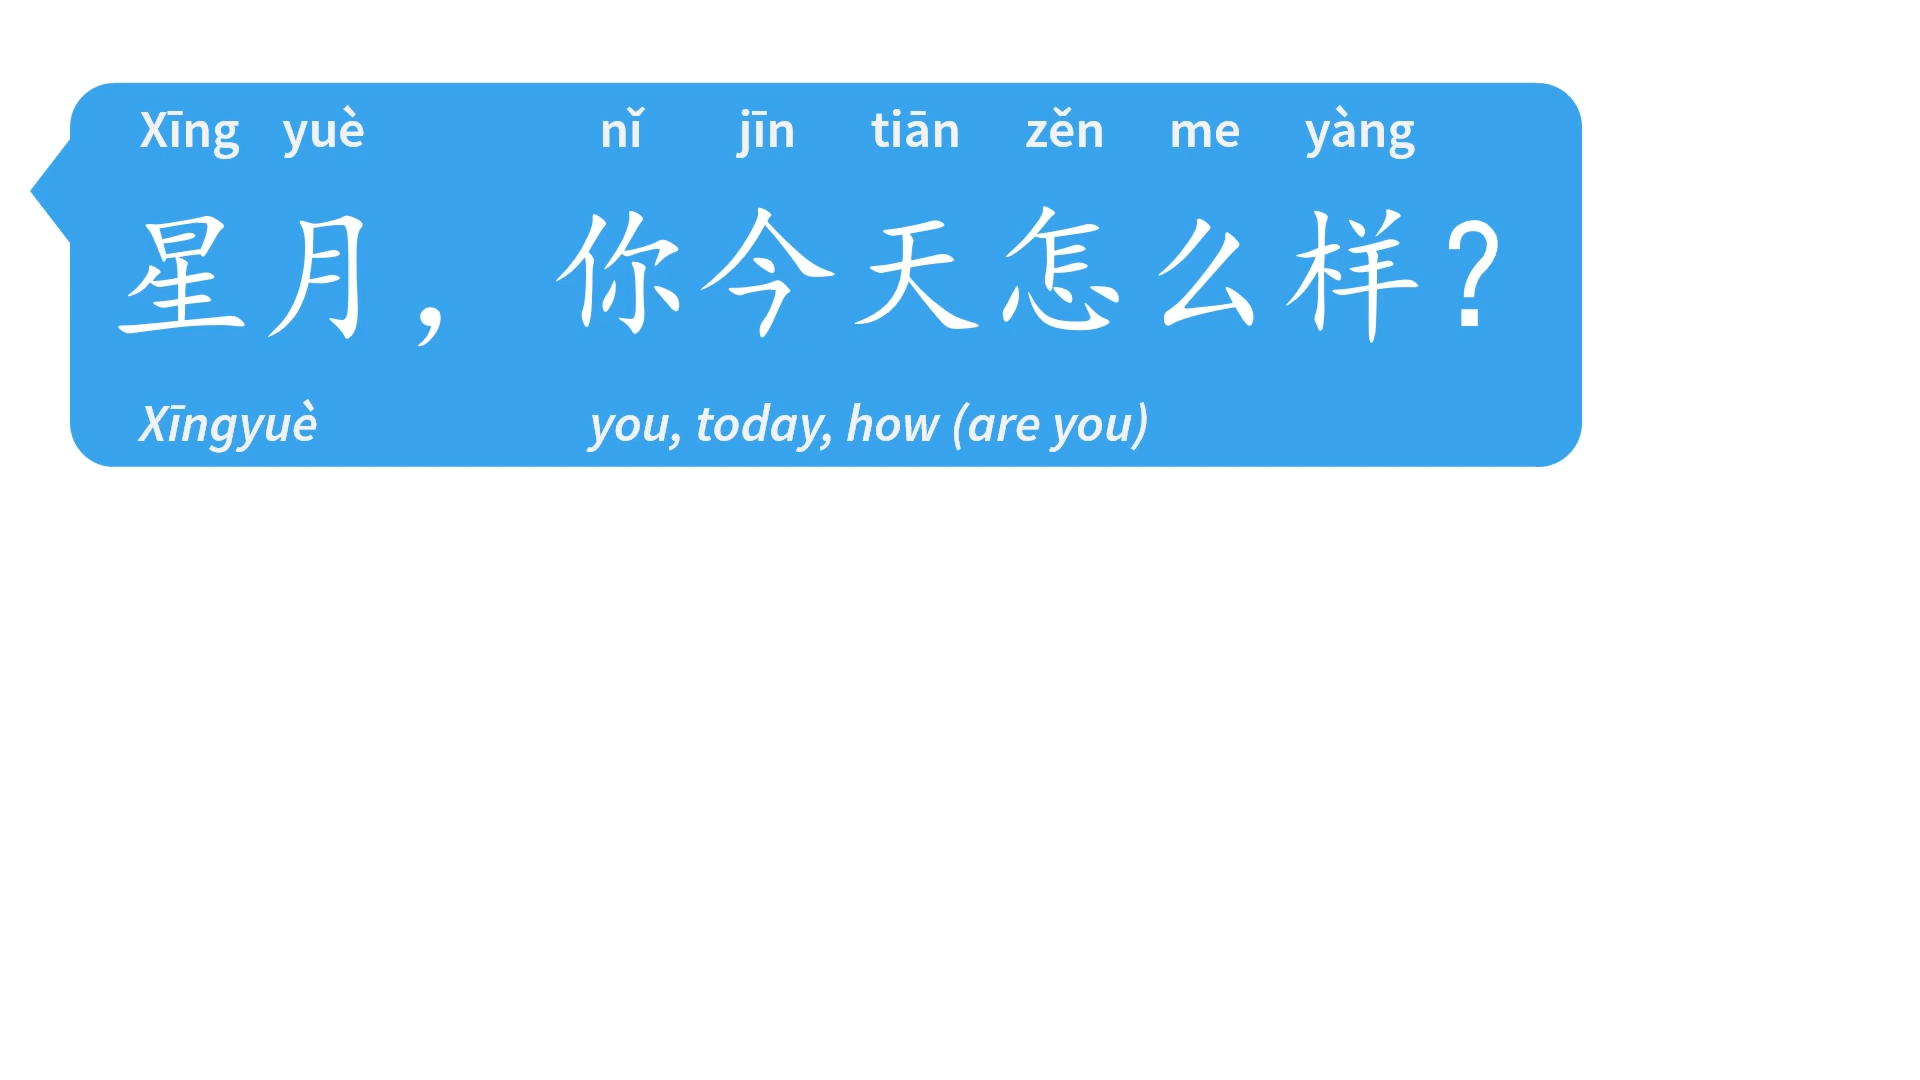 Xīng yuè nǐ jīn tiān zěn me yàng
星月，你今天怎么样？
Xīngyuè you, today, how (are you)